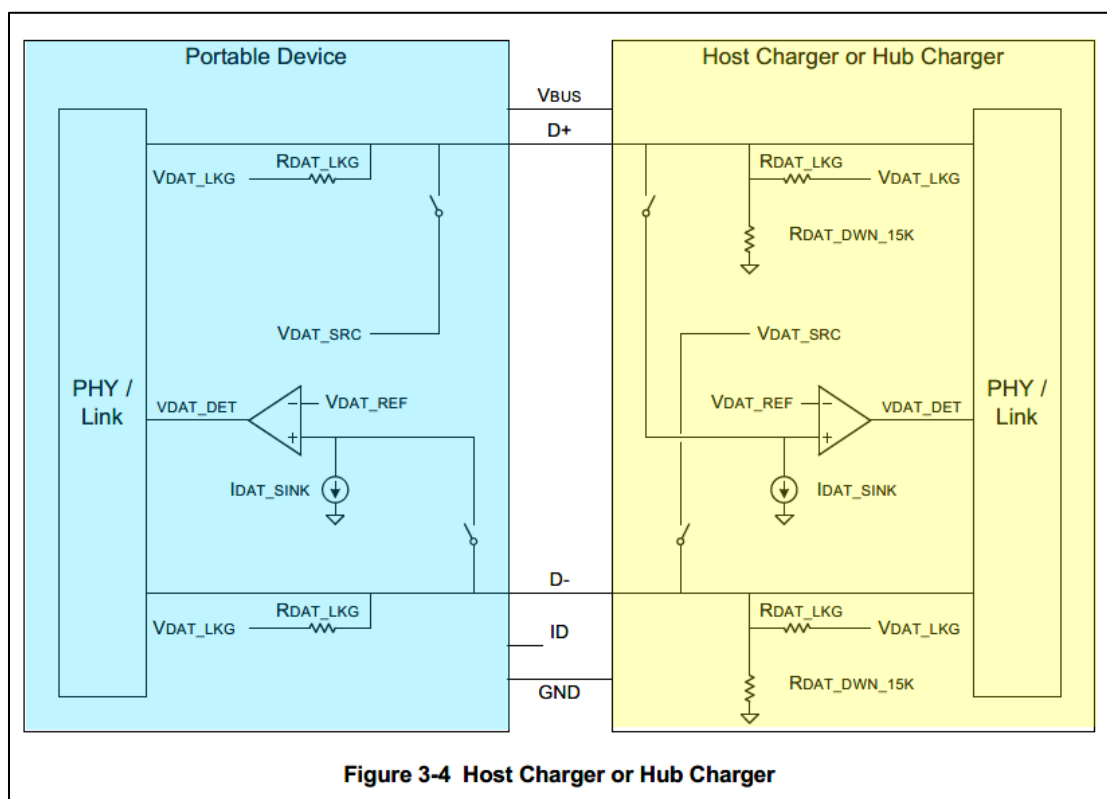 Portable Device
Host Charger or Hub Charger
VBUS
D+
RDAT_LKG
VDAT_LKG
RDAT_LKG
VDAT_LKG
RDAT_DWN_15K
VDAT_SRC
VDAT_SRC
PHY /
Link
VDAT_DET
−
+
VDAT_REF
VDAT_REF
−
+
VDAT_DET
PHY /
Link
IDAT_SINK
IDAT_SINK
D-
RDAT_LKG
VDAT_LKG
ID
GND
RDAT_LKG
VDAT_LKG
RDAT_DWN_15K
Figure 3-4 Host Charger or Hub Charger